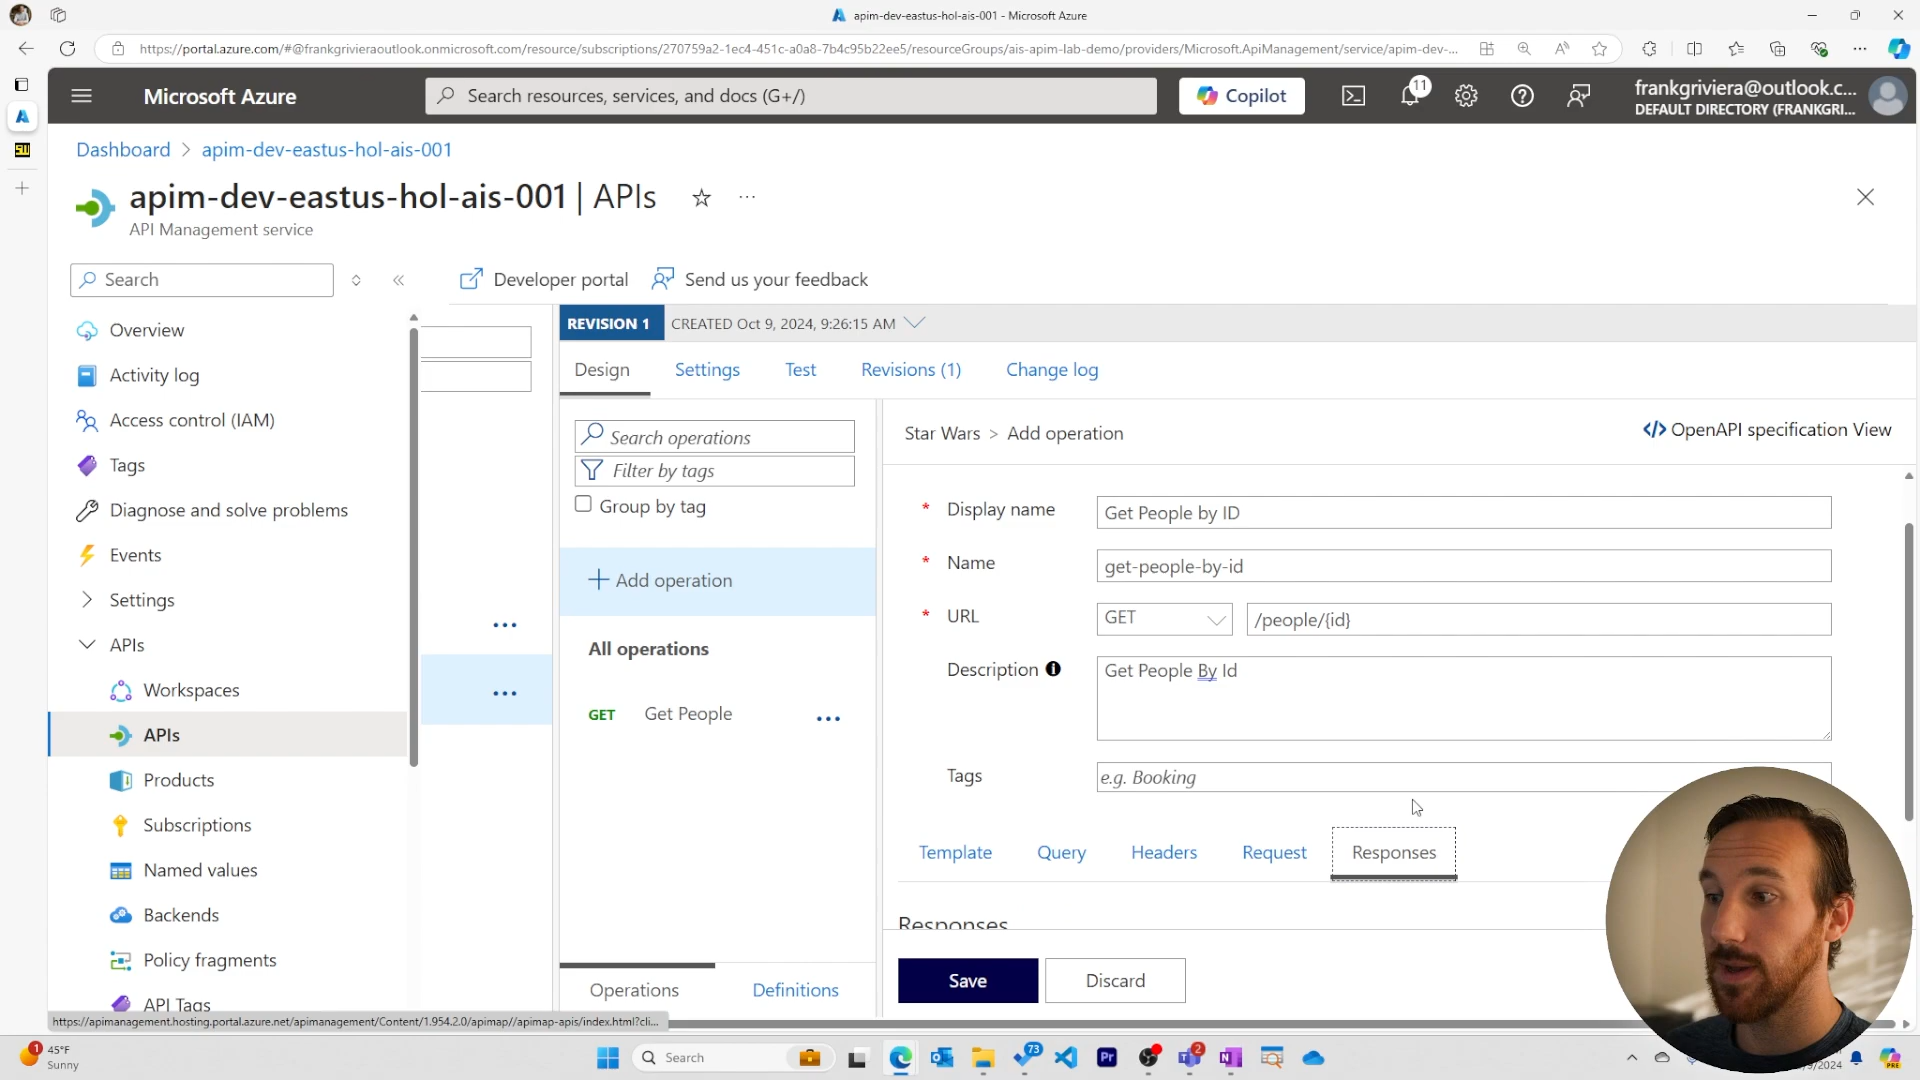 apim-dev-eastus-hol-ais-001 - Microsoft Azure
https://portal.azure.com/#@frankgrivieraoutlook.onmicrosoft.com/resource/subscriptions/270759a2-1ec4-451c-a0a8-7b4c95b22ee5/resourceGroups/ais-apim-lab-demo/providers/Microsoft.ApiManagement/service/apim-dev-...
Microsoft Azure
Search resources, services, and docs (G+/)
Copilot
11
frankgriviera@outlook.c...
DEFAULT DIRECTORY (FRANKGRI...
Dashboard > apim-dev-eastus-hol-ais-001
apim-dev-eastus-hol-ais-001 | APIs
API Management service
Search
Developer portal
Send us your feedback
Overview
Activity log
Access control (IAM)
Tags
Diagnose and solve problems
Events
Settings
APIs
Workspaces
APIs
Products
Subscriptions
Named values
Backends
Policy fragments
API Tags
https://apimanagement.hosting.portal.azure.net/apimanagement/Content/1.954.2.0/apimap//apimap-apis/index.html?cli...
REVISION 1
CREATED Oct 9, 2024, 9:26:15 AM
Design
Settings
Test
Revisions (1)
Change log
Search operations
Filter by tags
Group by tag
+ Add operation
All operations
GET Get People
Operations
Definitions
Star Wars > Add operation
</> OpenAPI specification View
* Display name
Get People by ID
* Name
get-people-by-id
* URL
GET
/people/{id}
Description
Get People By Id
Tags
e.g. Booking
Template
Query
Headers
Request
Responses
Responses
Save
Discard
1
45°F
Sunny
Search
73
Pr
2
N
PRE